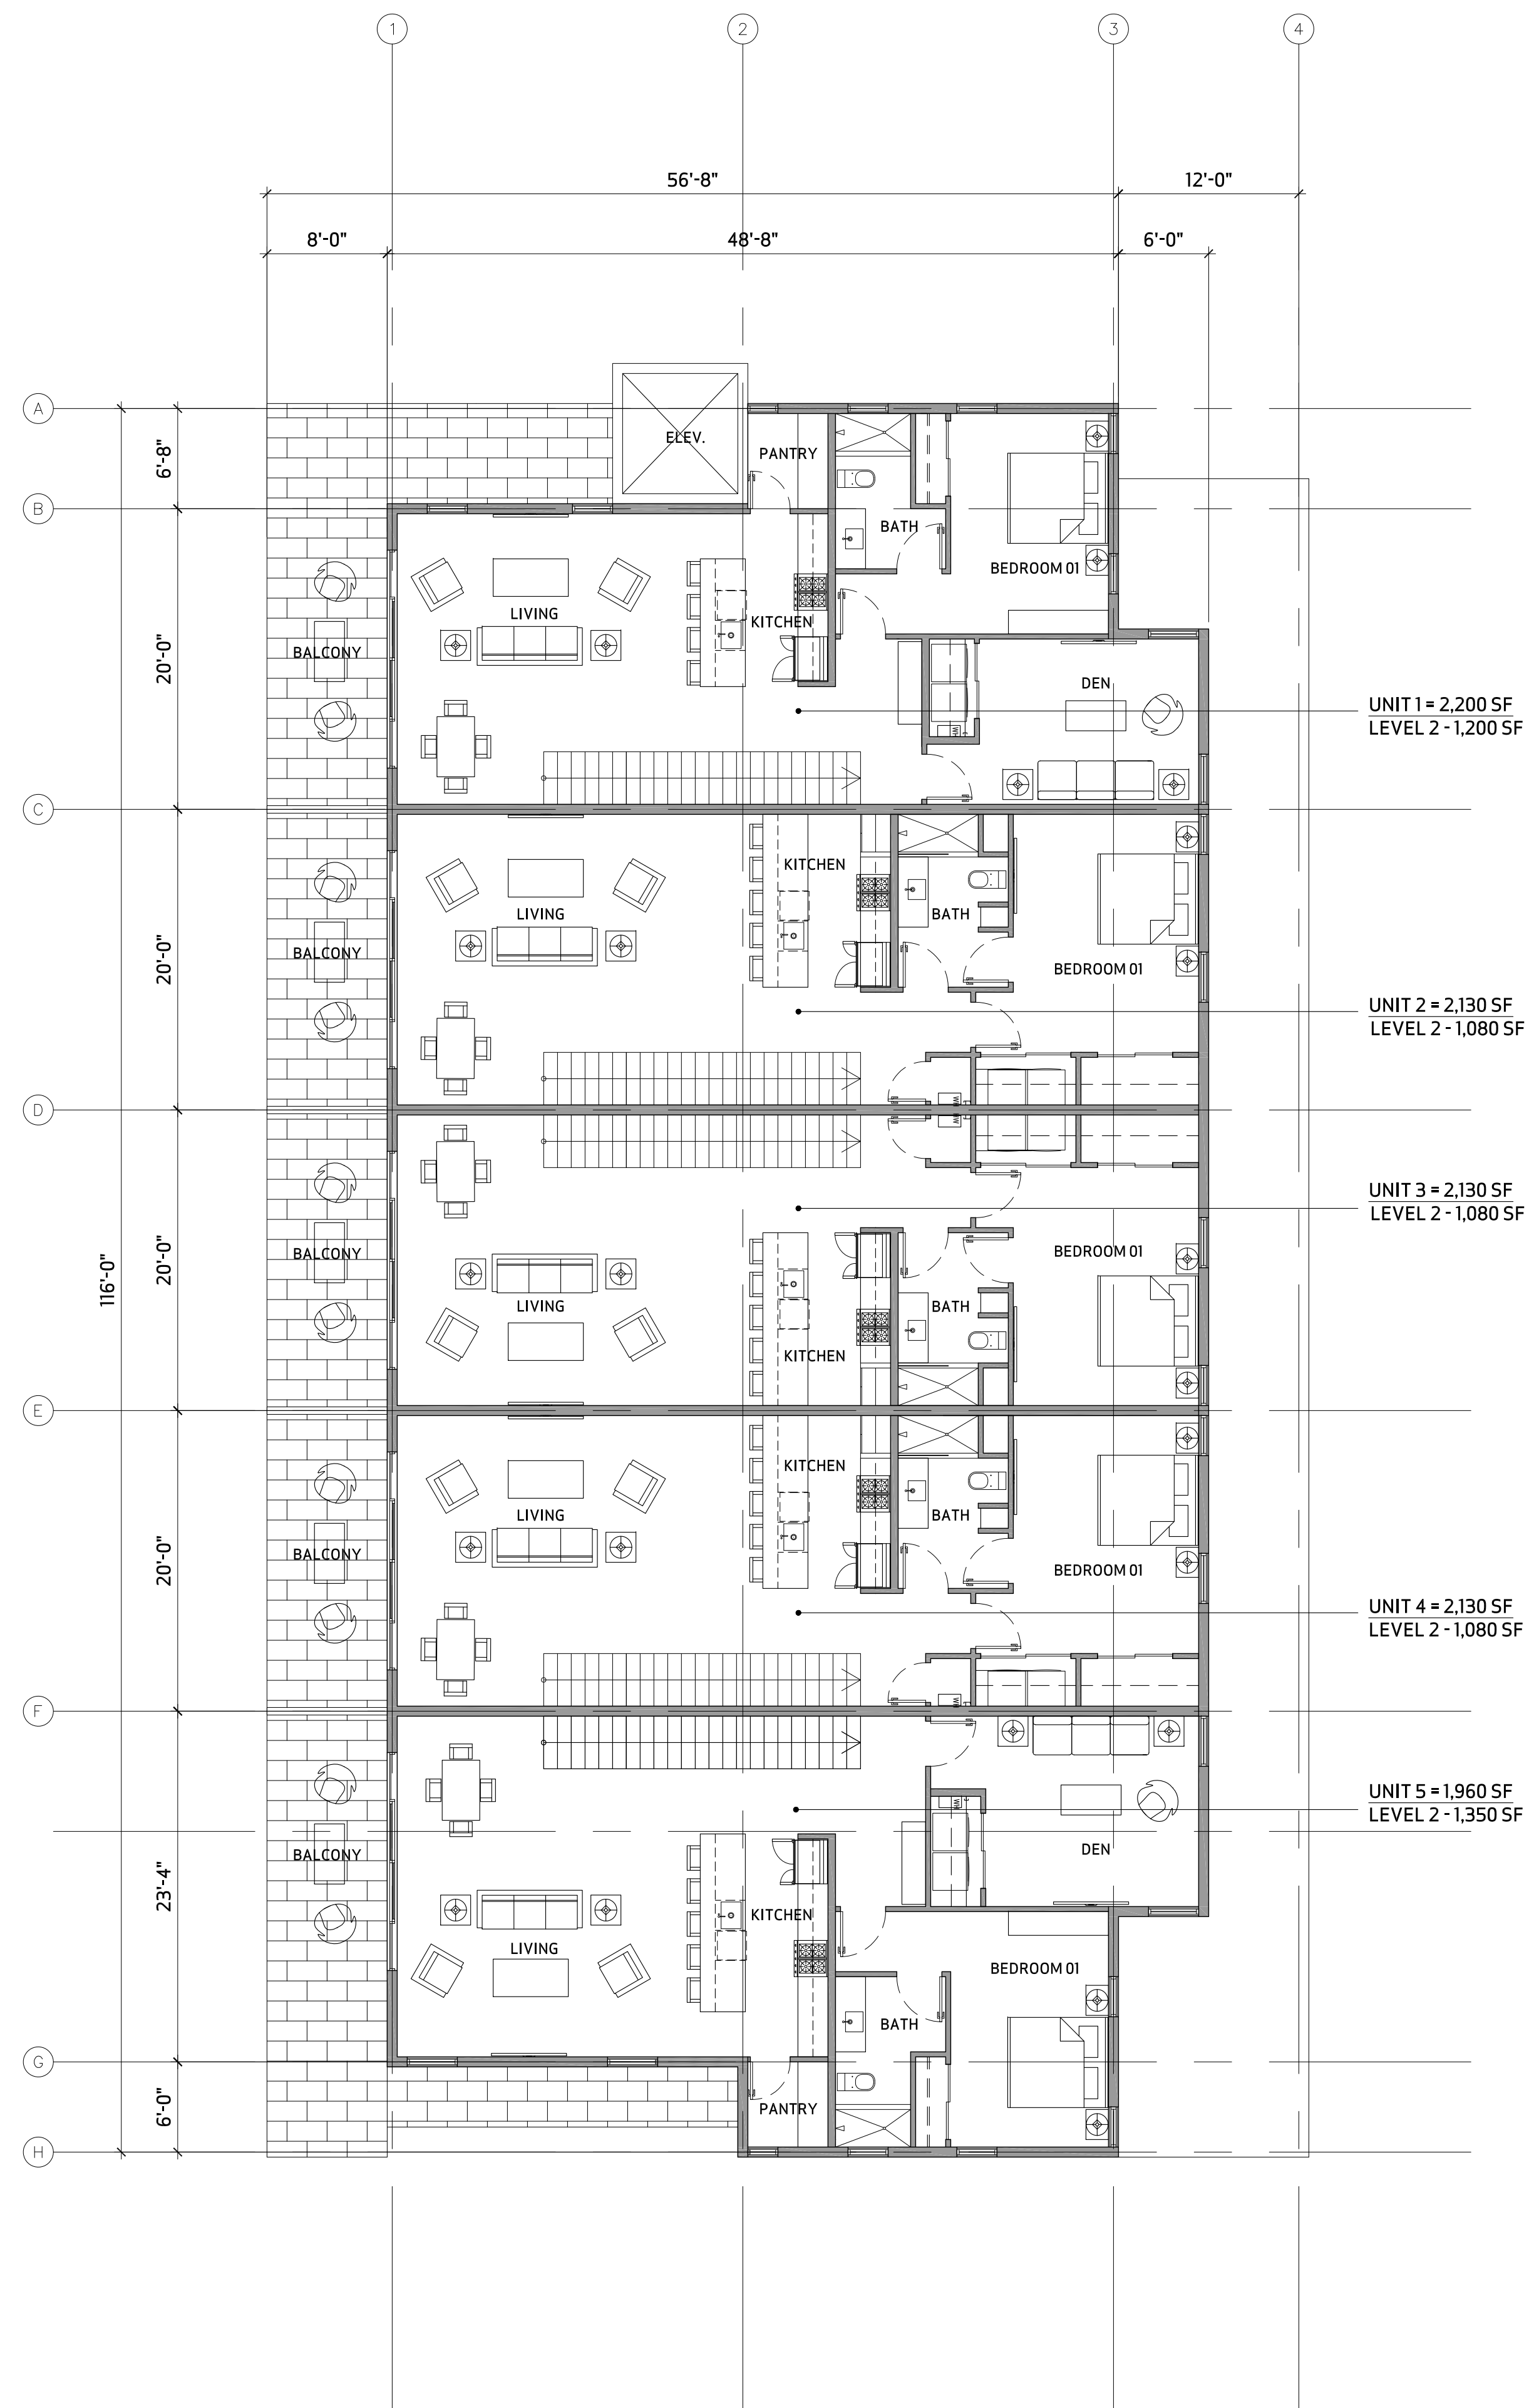 1 2 3 4
56'-8" 12'-0"
8'-0" 48'-8" 6'-0"
A
6'-8"
ELEV.
PANTRY
B
BATH
BEDROOM 01
LIVING
KITCHEN
BALCONY
20'-0"
DEN
UNIT 1 = 2,200 SF
LEVEL 2 - 1,200 SF
WH
C
KITCHEN
LIVING
BATH
BALCONY
20'-0"
BEDROOM 01
UNIT 2 = 2,130 SF
LEVEL 2 - 1,080 SF
WH
D
WH
UNIT 3 = 2,130 SF
LEVEL 2 - 1,080 SF
116'-0"
20'-0"
BALCONY
BEDROOM 01
LIVING
BATH
KITCHEN
E
KITCHEN
LIVING
BATH
BALCONY
20'-0"
BEDROOM 01
UNIT 4 = 2,130 SF
LEVEL 2 - 1,080 SF
WH
F
UNIT 5 = 1,960 SF
LEVEL 2 - 1,350 SF
WH
BALCONY
DEN
23'-4"
KITCHEN
LIVING
BEDROOM 01
BATH
G
6'-0"
PANTRY
H